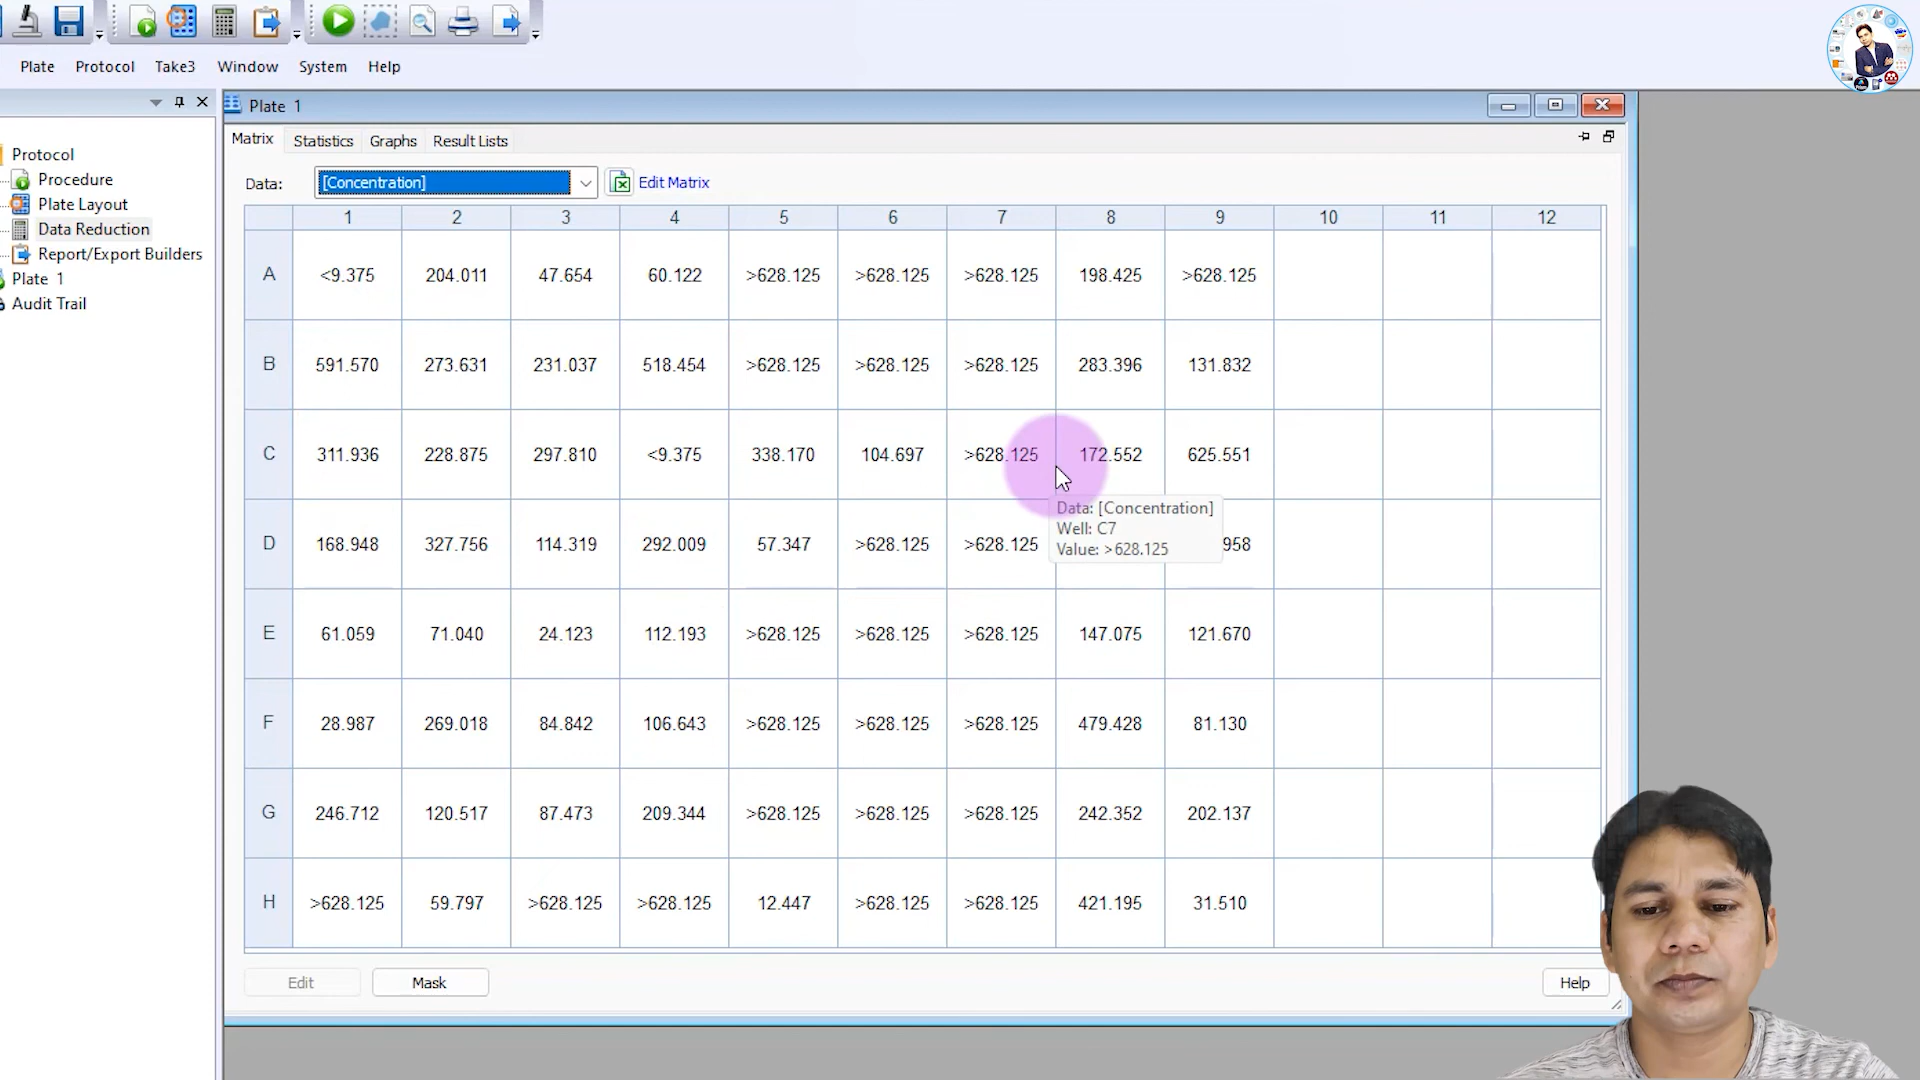 Plate Protocol Take3 Window System Help
Plate 1
Matrix Statistics Graphs Result Lists
Protocol
Procedure
Plate Layout
Data Reduction
Report/Export Builders
Plate 1
Audit Trail
Data: [Concentration] Edit Matrix
1 2 3 4 5 6 7 8 9 10 11 12
A <9.375 204.011 47.654 60.122 >628.125 >628.125 >628.125 198.425 >628.125
B 591.570 273.631 231.037 518.454 >628.125 >628.125 >628.125 283.396 131.832
C 311.936 228.875 297.810 <9.375 338.170 104.697 >628.125 172.552 625.551
Data: [Concentration]
Well: C7
Value: >628.125
D 168.948 327.756 114.319 292.009 57.347 >628.125 >628.125 958
E 61.059 71.040 24.123 112.193 >628.125 >628.125 >628.125 147.075 121.670
F 28.987 269.018 84.842 106.643 >628.125 >628.125 >628.125 479.428 81.130
G 246.712 120.517 87.473 209.344 >628.125 >628.125 >628.125 242.352 202.137
H >628.125 59.797 >628.125 >628.125 12.447 >628.125 >628.125 421.195 31.510
Edit Mask Help